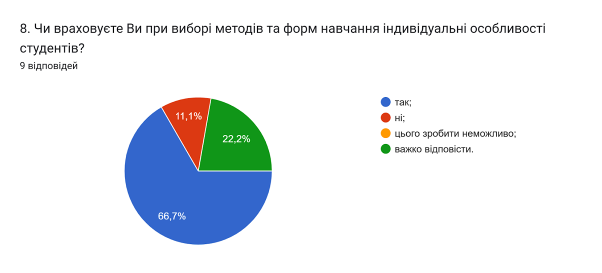 8. Чи враховуєте Ви при виборі методів та форм навчання індивідуальні особливості
студентів?
9 відповідей
11,1%
22,2%
66,7%
так;
ні;
цього зробити неможливо;
важко відповісти.